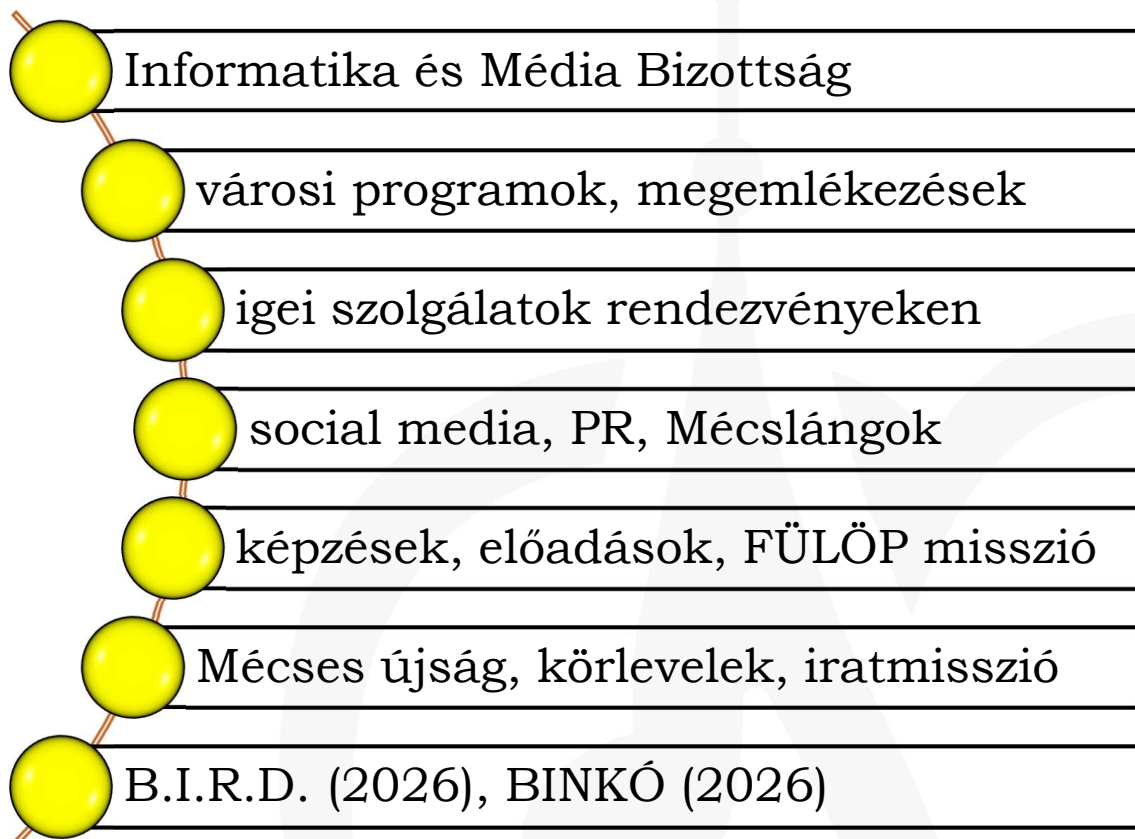 Informatika és Média Bizottság
városi programok, megemlékezések
igei szolgálatok rendezvényeken
social media, PR, Mécslángok
képzések, előadások, FÜLÖP misszió
Mécses újság, körlevelek, iratmisszió
B.I.R.D. (2026), BINKÓ (2026)